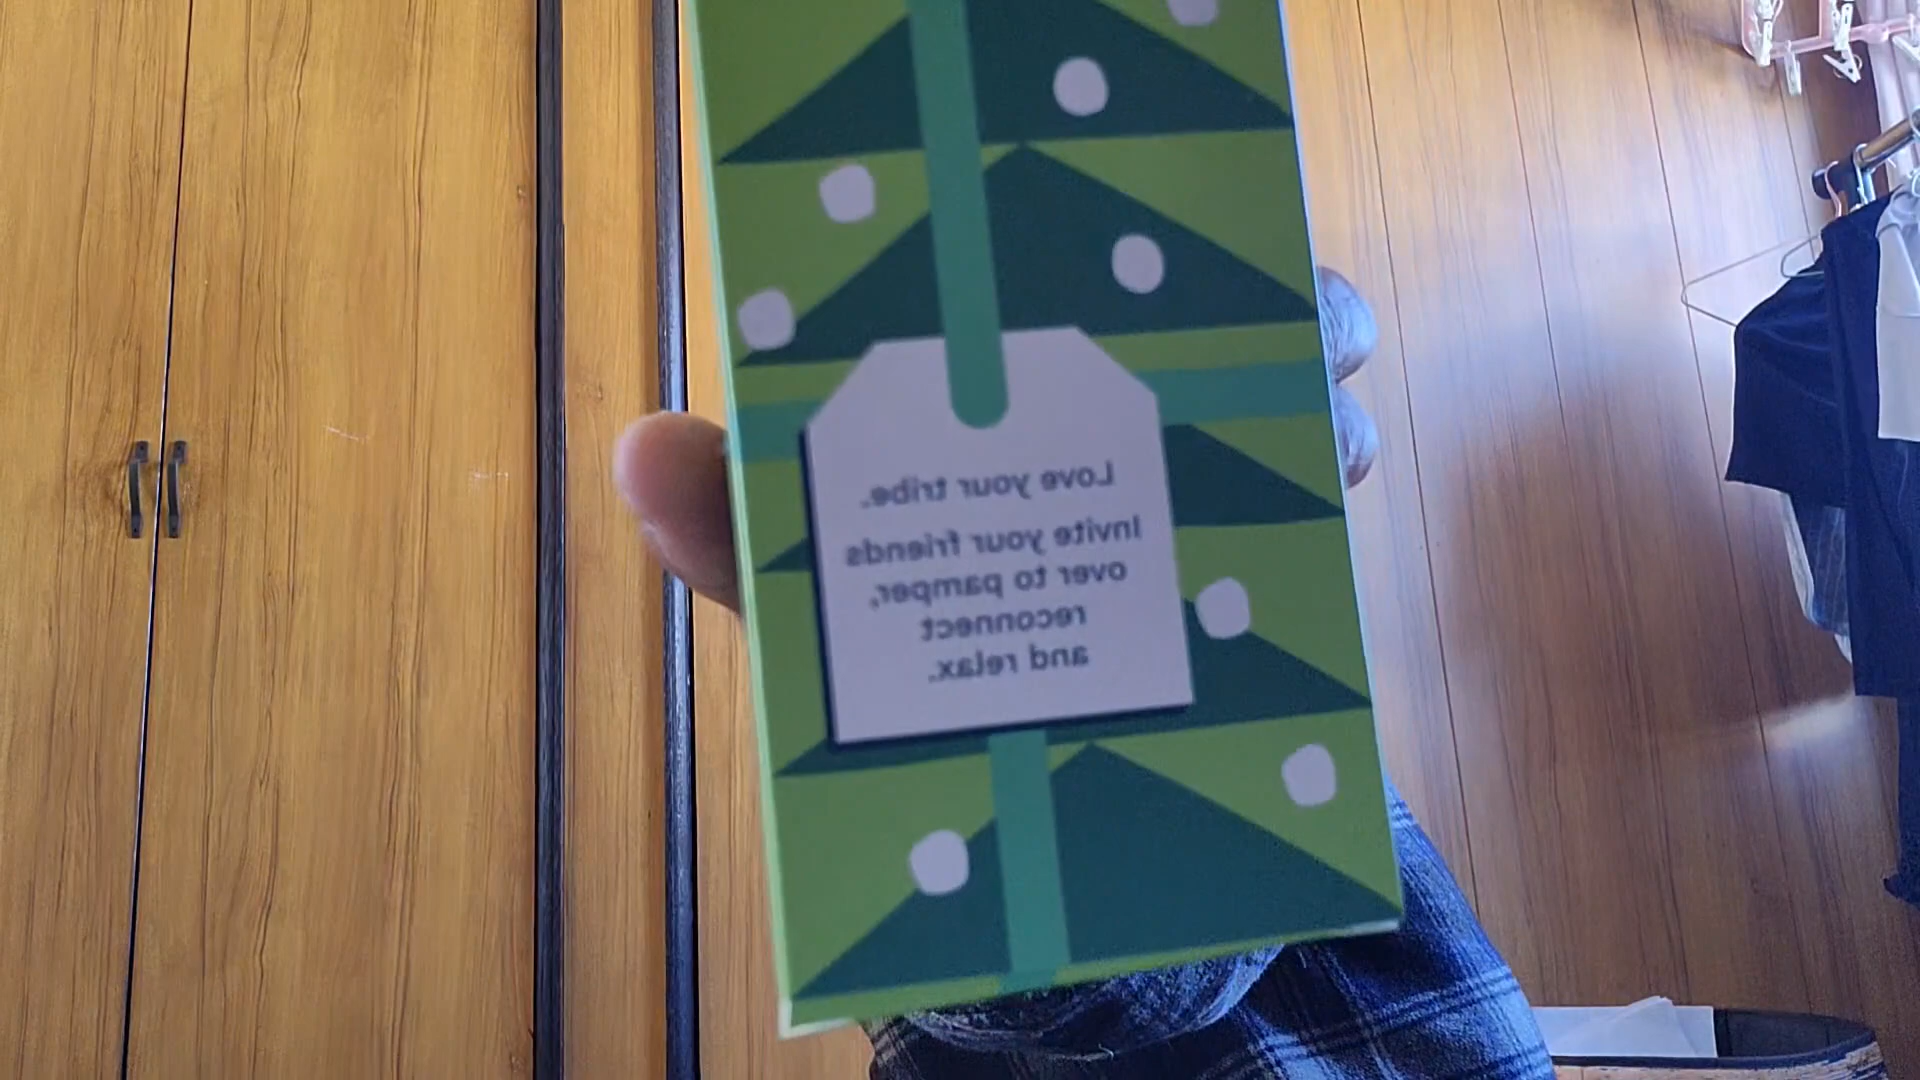 Love your tribe.
Invite your friends
over to pamper,
reconnect
and relax.